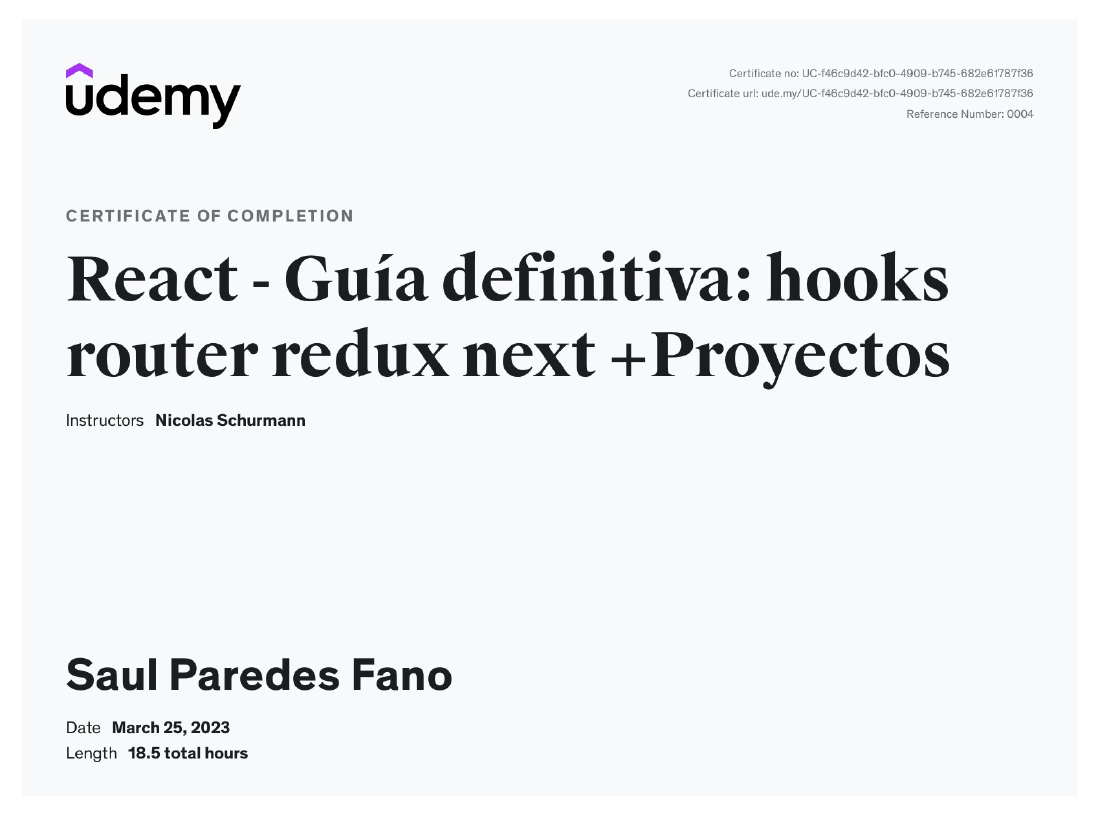 udemy
Certificate no: UC-f46c9d42-bfc0-4909-b745-682e61787f36
Certificate url: ude.my/UC-f46c9d42-bfc0-4909-b745-682e61787f36
Reference Number: 0004
CERTIFICATE OF COMPLETION
React - Guía definitiva: hooks
router redux next +Proyectos
Instructors Nicolas Schurmann
Saul Paredes Fano
Date March 25, 2023
Length 18.5 total hours